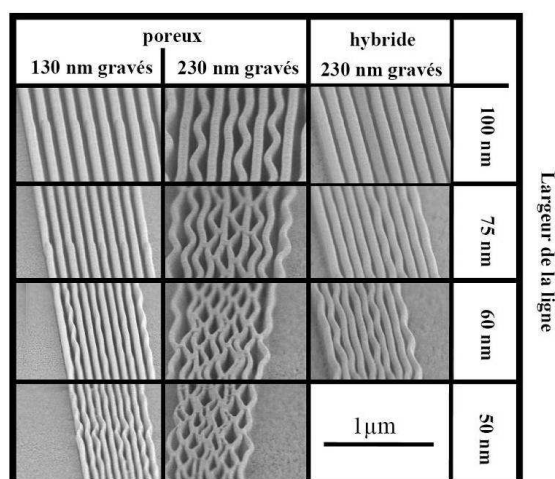 poreux
hybride
130 nm gravés
230 nm gravés
230 nm gravés
100 nm
75 nm
60 nm
50 nm
Largeur de la ligne
1µm